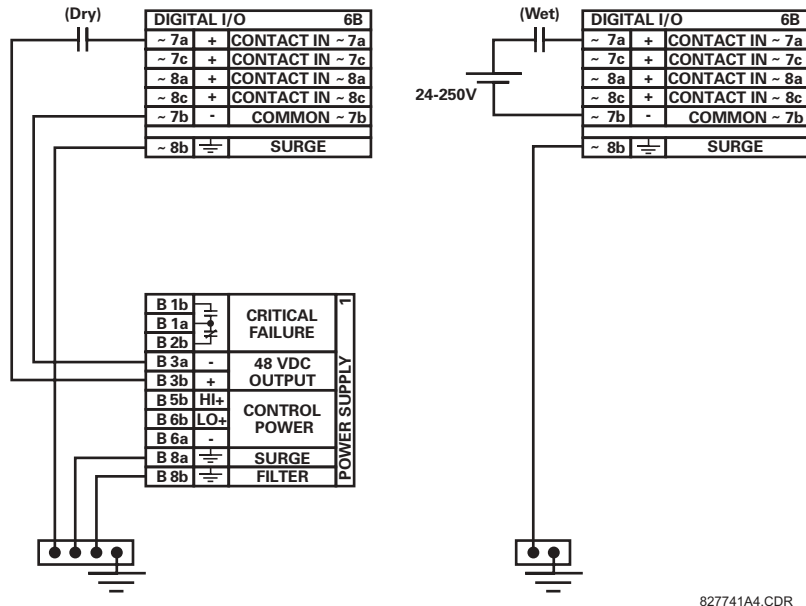 (Dry)
DIGITAL I/O 6B
~ 7a + CONTACT IN ~ 7a
~ 7c + CONTACT IN ~ 7c
~ 8a + CONTACT IN ~ 8a
~ 8c + CONTACT IN ~ 8c
~ 7b - COMMON ~ 7b
~ 8b SURGE
B 1b
B 1a
B 2b
CRITICAL
FAILURE
B 3a -
B 3b +
48 VDC
OUTPUT
B 5b HI+
B 6b LO+
B 6a -
CONTROL
POWER
B 8a SURGE
B 8b FILTER
POWER SUPPLY 1
(Wet)
24-250V
DIGITAL I/O 6B
~ 7a + CONTACT IN ~ 7a
~ 7c + CONTACT IN ~ 7c
~ 8a + CONTACT IN ~ 8a
~ 8c + CONTACT IN ~ 8c
~ 7b - COMMON ~ 7b
~ 8b SURGE
827741A4.CDR